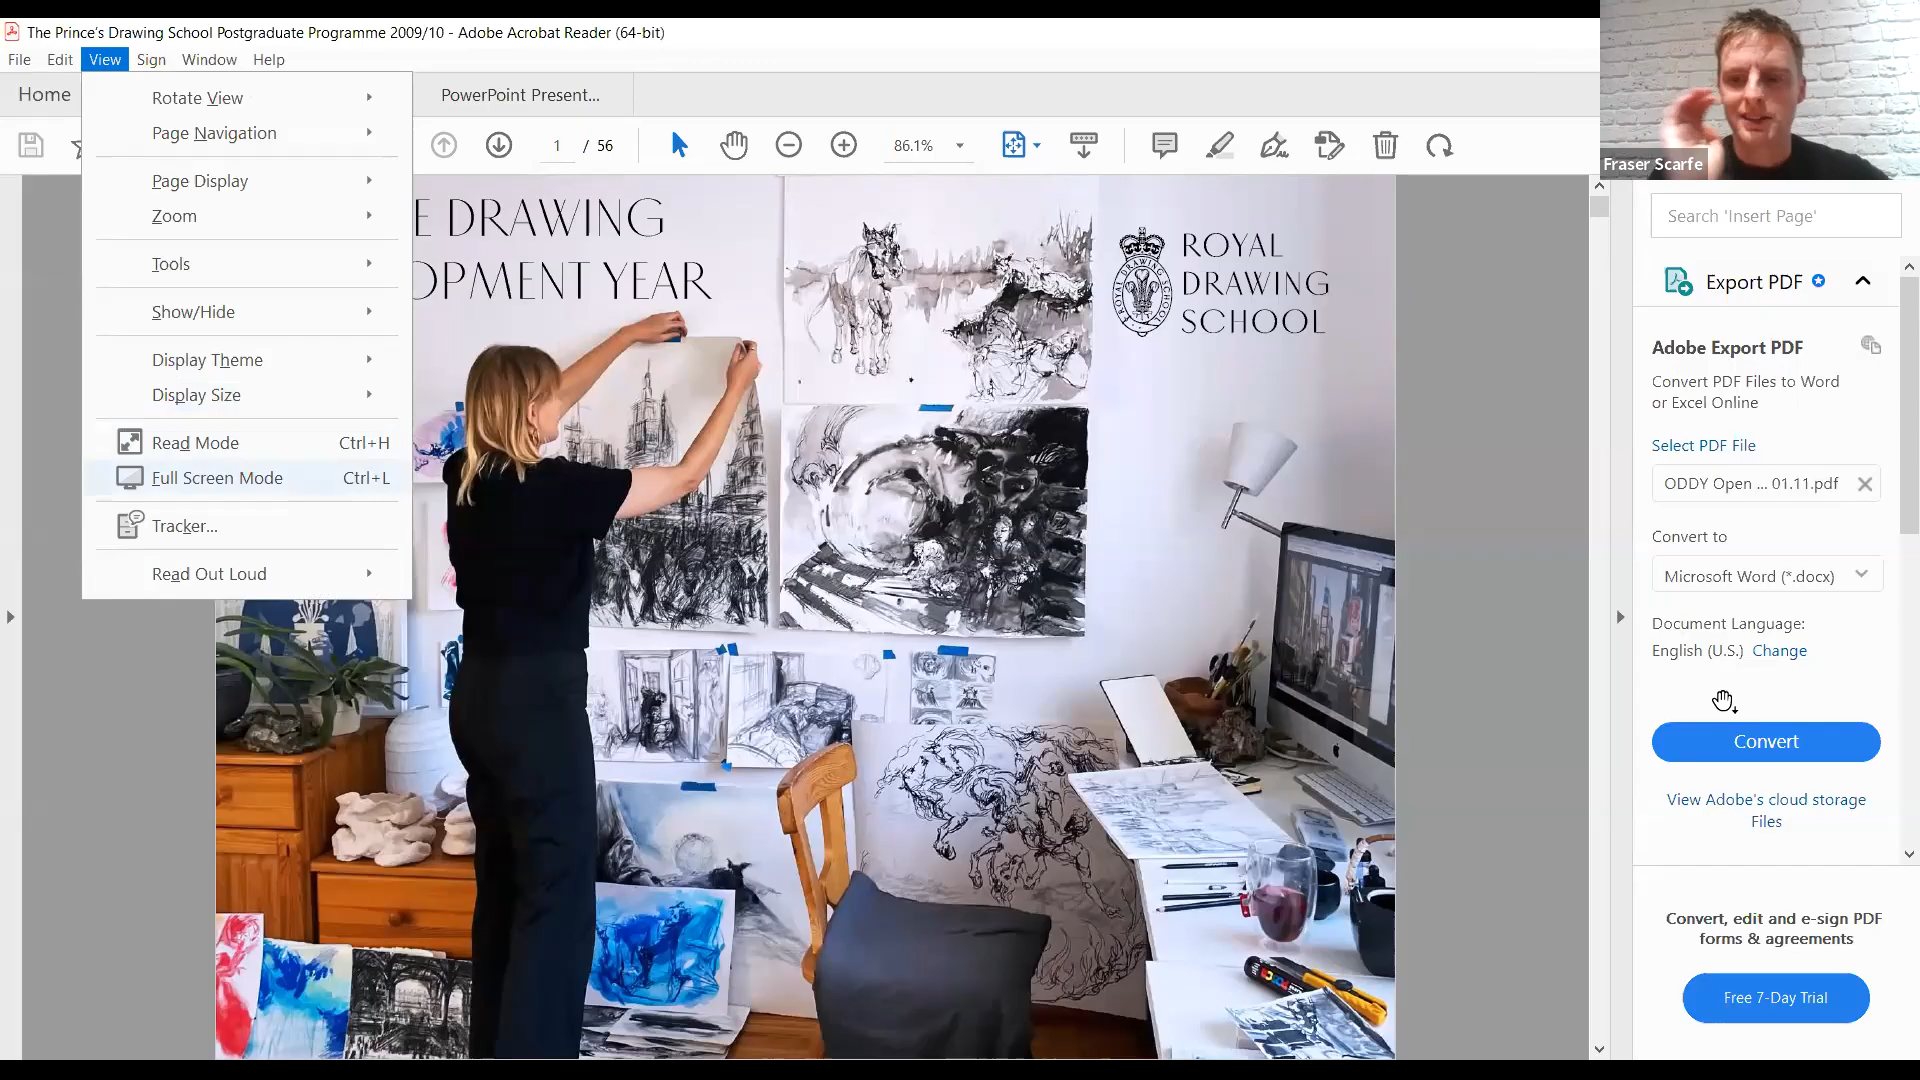 The Prince's Drawing School Postgraduate Programme 2009/10 - Adobe Acrobat Reader (64-bit)
File Edit View Sign Window Help
Home
PowerPoint Present...
1 / 56
86.1%
Rotate View
Page Navigation
Page Display
Zoom
Tools
Show/Hide
Display Theme
Display Size
Read Mode Ctrl+H
Full Screen Mode Ctrl+L
Tracker...
Read Out Loud
E DRAWING
OPMENT YEAR
ROYAL
DRAWING
SCHOOL
Fraser Scarfe
Search 'Insert Page'
Export PDF
Adobe Export PDF
Convert PDF Files to Word
or Excel Online
Select PDF File
ODDY Open ... 01.11.pdf
Convert to
Microsoft Word (*.docx)
Document Language:
English (U.S.) Change
Convert
View Adobe's cloud storage
Files
Convert, edit and e-sign PDF
forms & agreements
Free 7-Day Trial